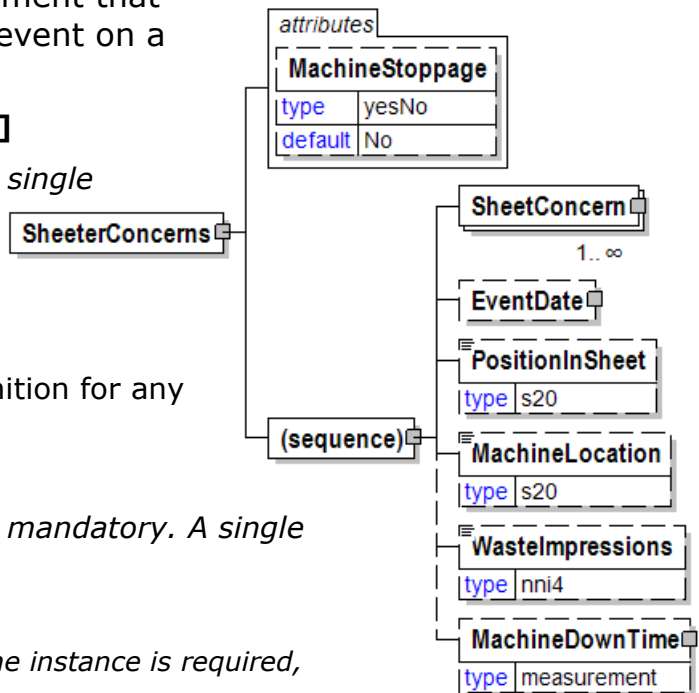 ment that
event on a
]
single
nition for any
mandatory. A single
ne instance is required,
attributes
MachineStoppage
type yesNo
default No
SheeterConcerns
(sequence)
SheetConcern
1.. ∞
EventDate
PositionInSheet
type s20
MachineLocation
type s20
WasteImpressions
type nni4
MachineDownTime
type measurement